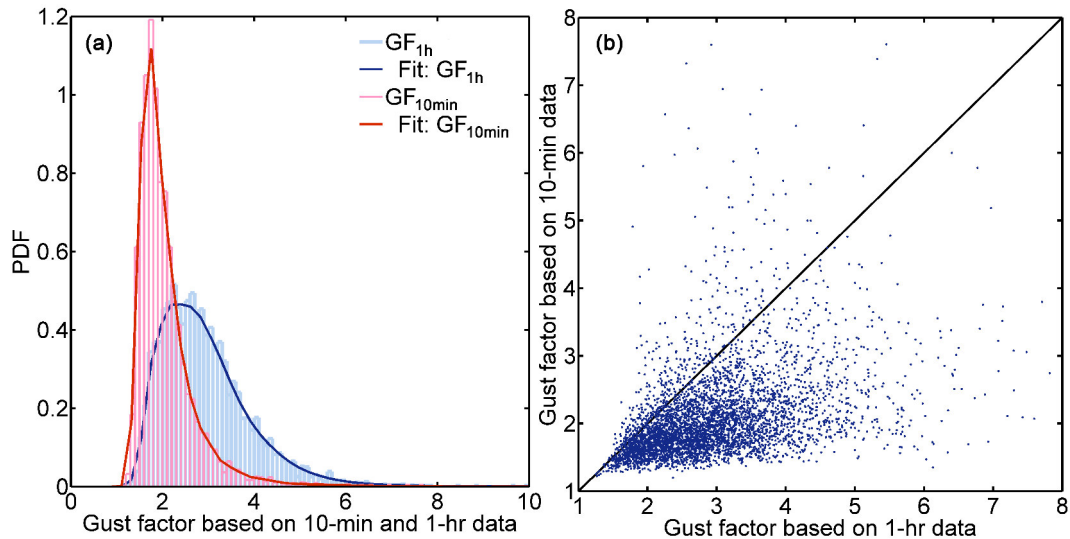 (a)
GF1h
Fit: GF1h
GF10min
Fit: GF10min
PDF
1.2
1
0.8
0.6
0.4
0.2
0
0 2 4 6 8 10
Gust factor based on 10-min and 1-hr data
(b)
Gust factor based on 10-min data
8
7
6
5
4
3
2
1
1 2 3 4 5 6 7 8
Gust factor based on 1-hr data